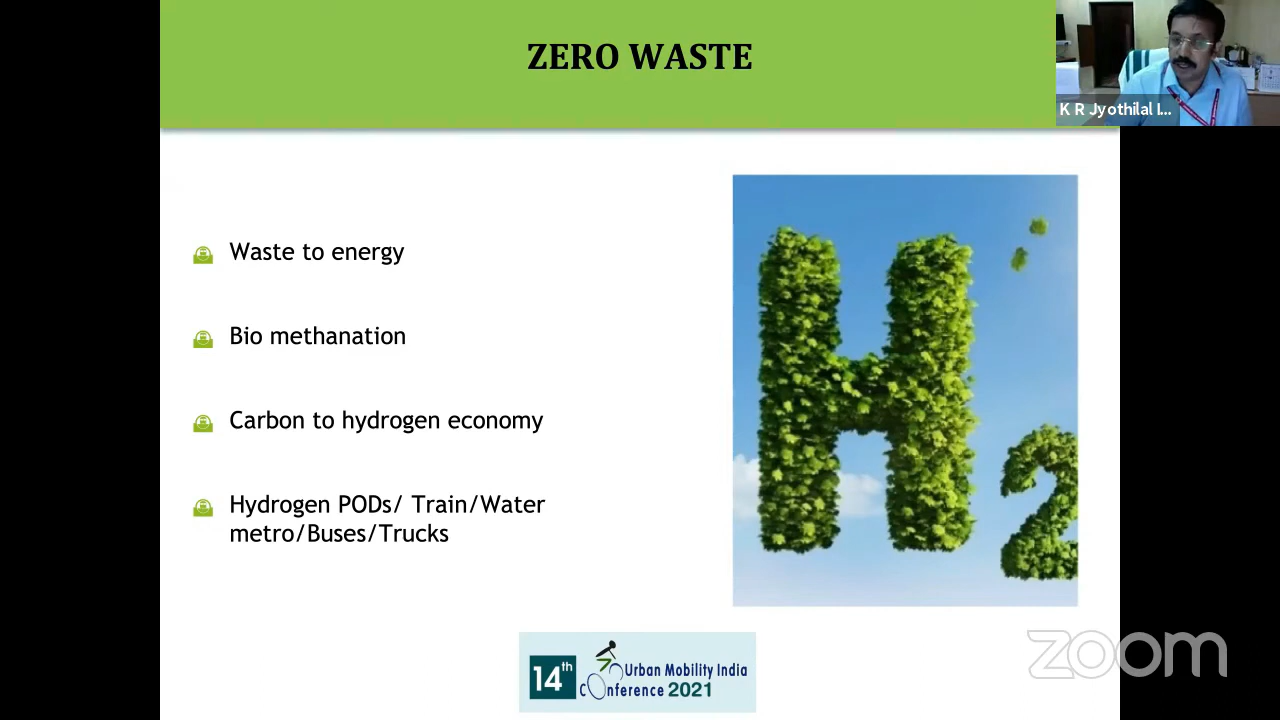 ZERO WASTE
K R Jyothilal I...
Waste to energy
Bio methanation
Carbon to hydrogen economy
Hydrogen PODs/ Train/Water
metro/Buses/Trucks
H2
14th Urban Mobility India
Conference 2021
zoom